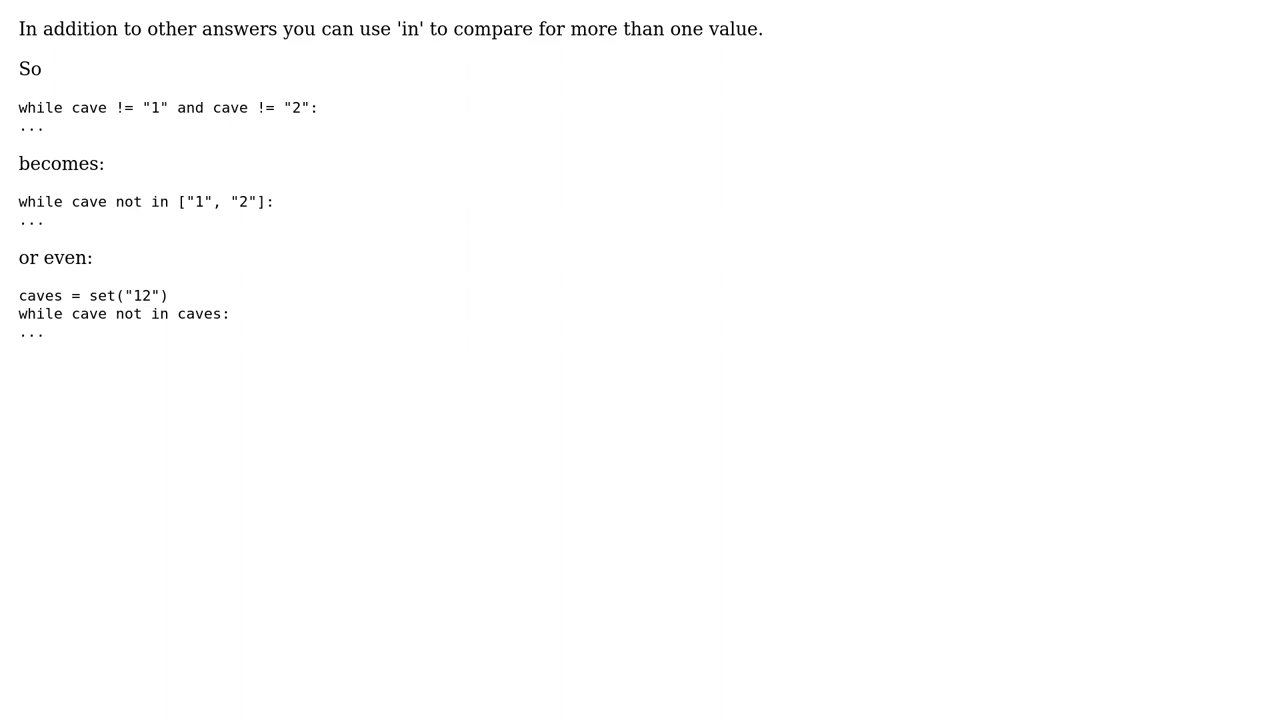 In addition to other answers you can use 'in' to compare for more than one value.
So
while cave != "1" and cave != "2":
...
becomes:
while cave not in ["1", "2"]:
...
or even:
caves = set("12")
while cave not in caves:
...